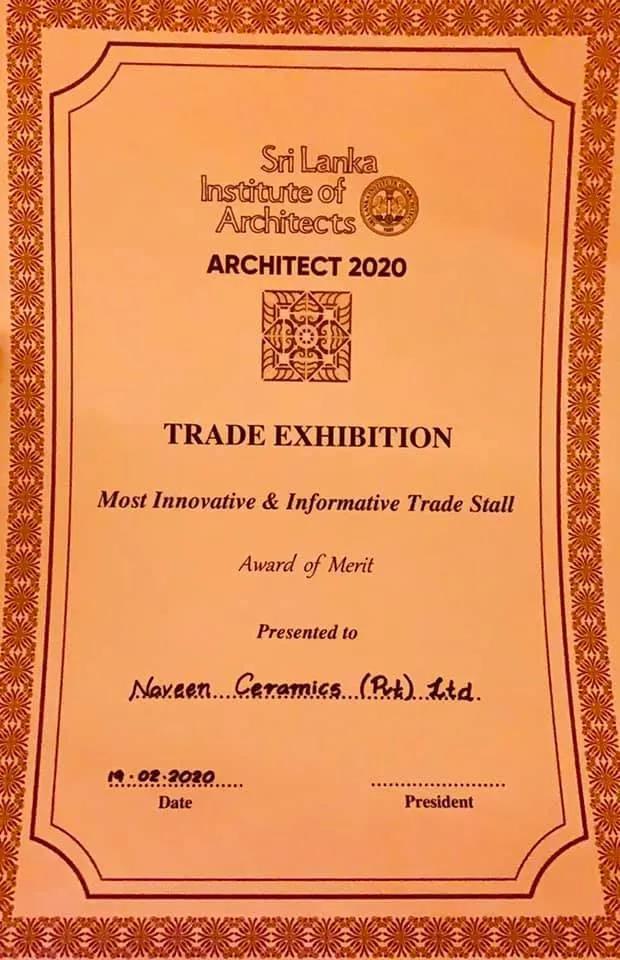 Sri Lanka
Institute of
Architects
ARCHITECT 2020
TRADE EXHIBITION
Most Innovative & Informative Trade Stall
Award of Merit
Presented to
Naveen Ceramics (Pvt) Ltd.
19.02.2020
Date
President